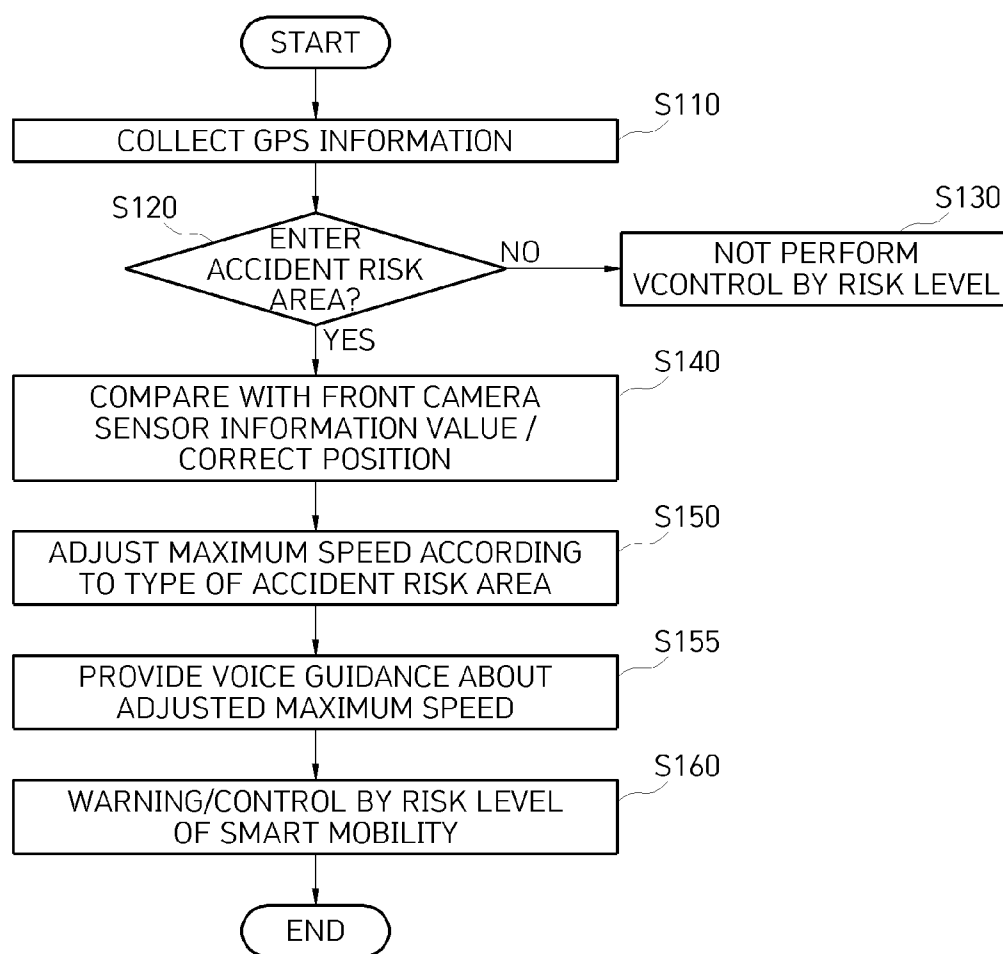 START
S110
COLLECT GPS INFORMATION
S120
ENTER
ACCIDENT RISK
AREA?
NO
S130
NOT PERFORM
VCONTROL BY RISK LEVEL
YES
S140
COMPARE WITH FRONT CAMERA
SENSOR INFORMATION VALUE /
CORRECT POSITION
S150
ADJUST MAXIMUM SPEED ACCORDING
TO TYPE OF ACCIDENT RISK AREA
S155
PROVIDE VOICE GUIDANCE ABOUT
ADJUSTED MAXIMUM SPEED
S160
WARNING/CONTROL BY RISK LEVEL
OF SMART MOBILITY
END